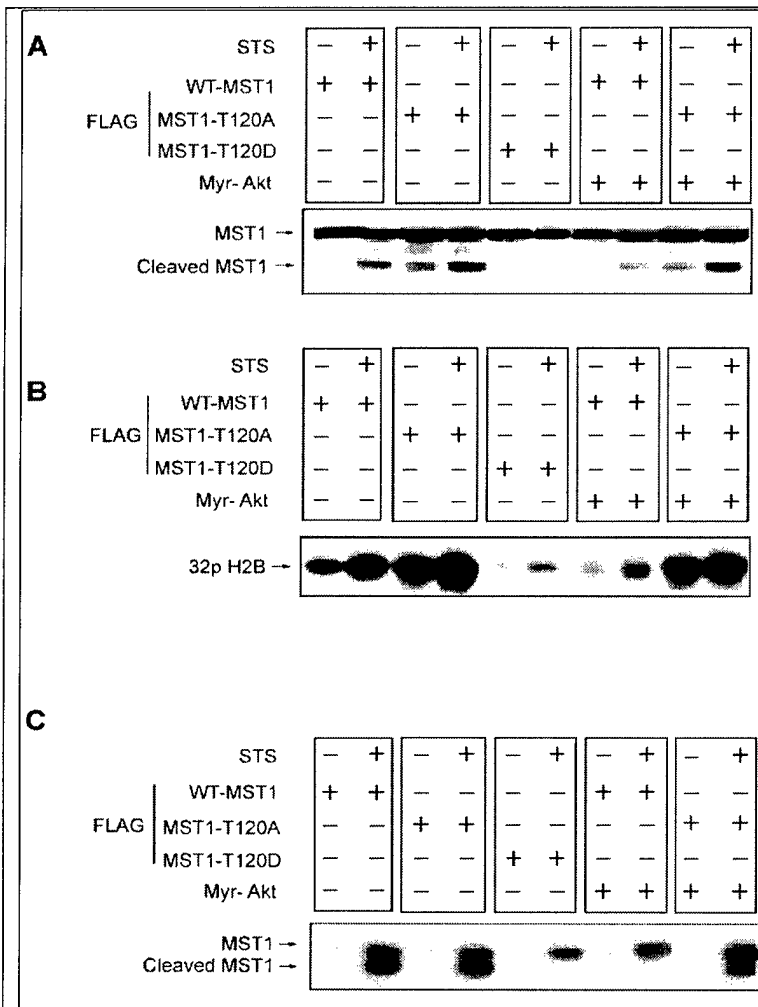 A
STS − + − + − + − + − +
WT-MST1 + + − − − − + + − −
FLAG MST1-T120A − − + + − − − − + +
MST1-T120D − − − − + + − − − −
Myr- Akt − − − − − − + + + +
MST1 →
Cleaved MST1 →
B
STS − + − + − + − + − +
WT-MST1 + + − − − − + + − −
FLAG MST1-T120A − − + + − − − − + +
MST1-T120D − − − − + + − − − −
Myr- Akt − − − − − − + + + +
32p H2B →
C
STS − + − + − + − + − +
WT-MST1 + + − − − − + + − −
FLAG MST1-T120A − − + + − − − − + +
MST1-T120D − − − − + + − − − −
Myr- Akt − − − − − − + + + +
MST1 →
Cleaved MST1 →